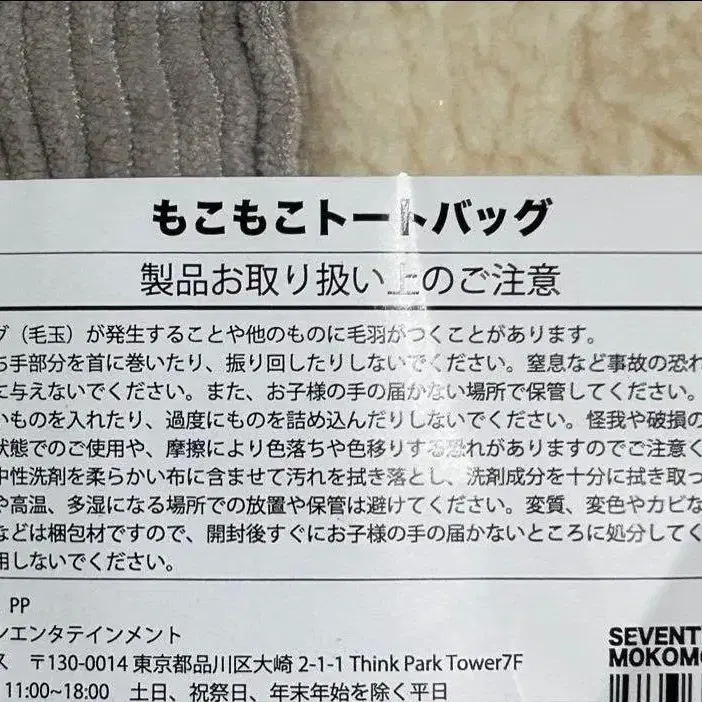 もこもこトートバッグ
製品お取り扱い上のご注意
グ（毛玉）が発生することや他のものに毛羽がつくことがあります。
ち手部分を首に巻いたり、振り回したりしないでください。窒息など事故の恐れ
に与えないでください。また、お子様の手の届かない場所で保管してください。
いものを入れたり、過度にものを詰め込んだりしないでください。怪我や破損の
状態でのご使用や、摩擦により色落ちや色移りする恐れがありますのでご注意く
中性洗剤を柔らかい布に含ませて汚れを拭き落とし、洗剤成分を十分に拭き取っ
や高温、多湿になる場所での放置や保管は避けてください。変質、変色やカビな
などは梱包材ですので、開封後すぐにお子様の手の届かないところに処分してく
用しないでください。
PP
ンエンタテインメント
ス 〒130-0014 東京都品川区大崎 2-1-1 Think Park Tower7F
11:00~18:00 土日、祝祭日、年末年始を除く平日
SEVENT
MOKOMO